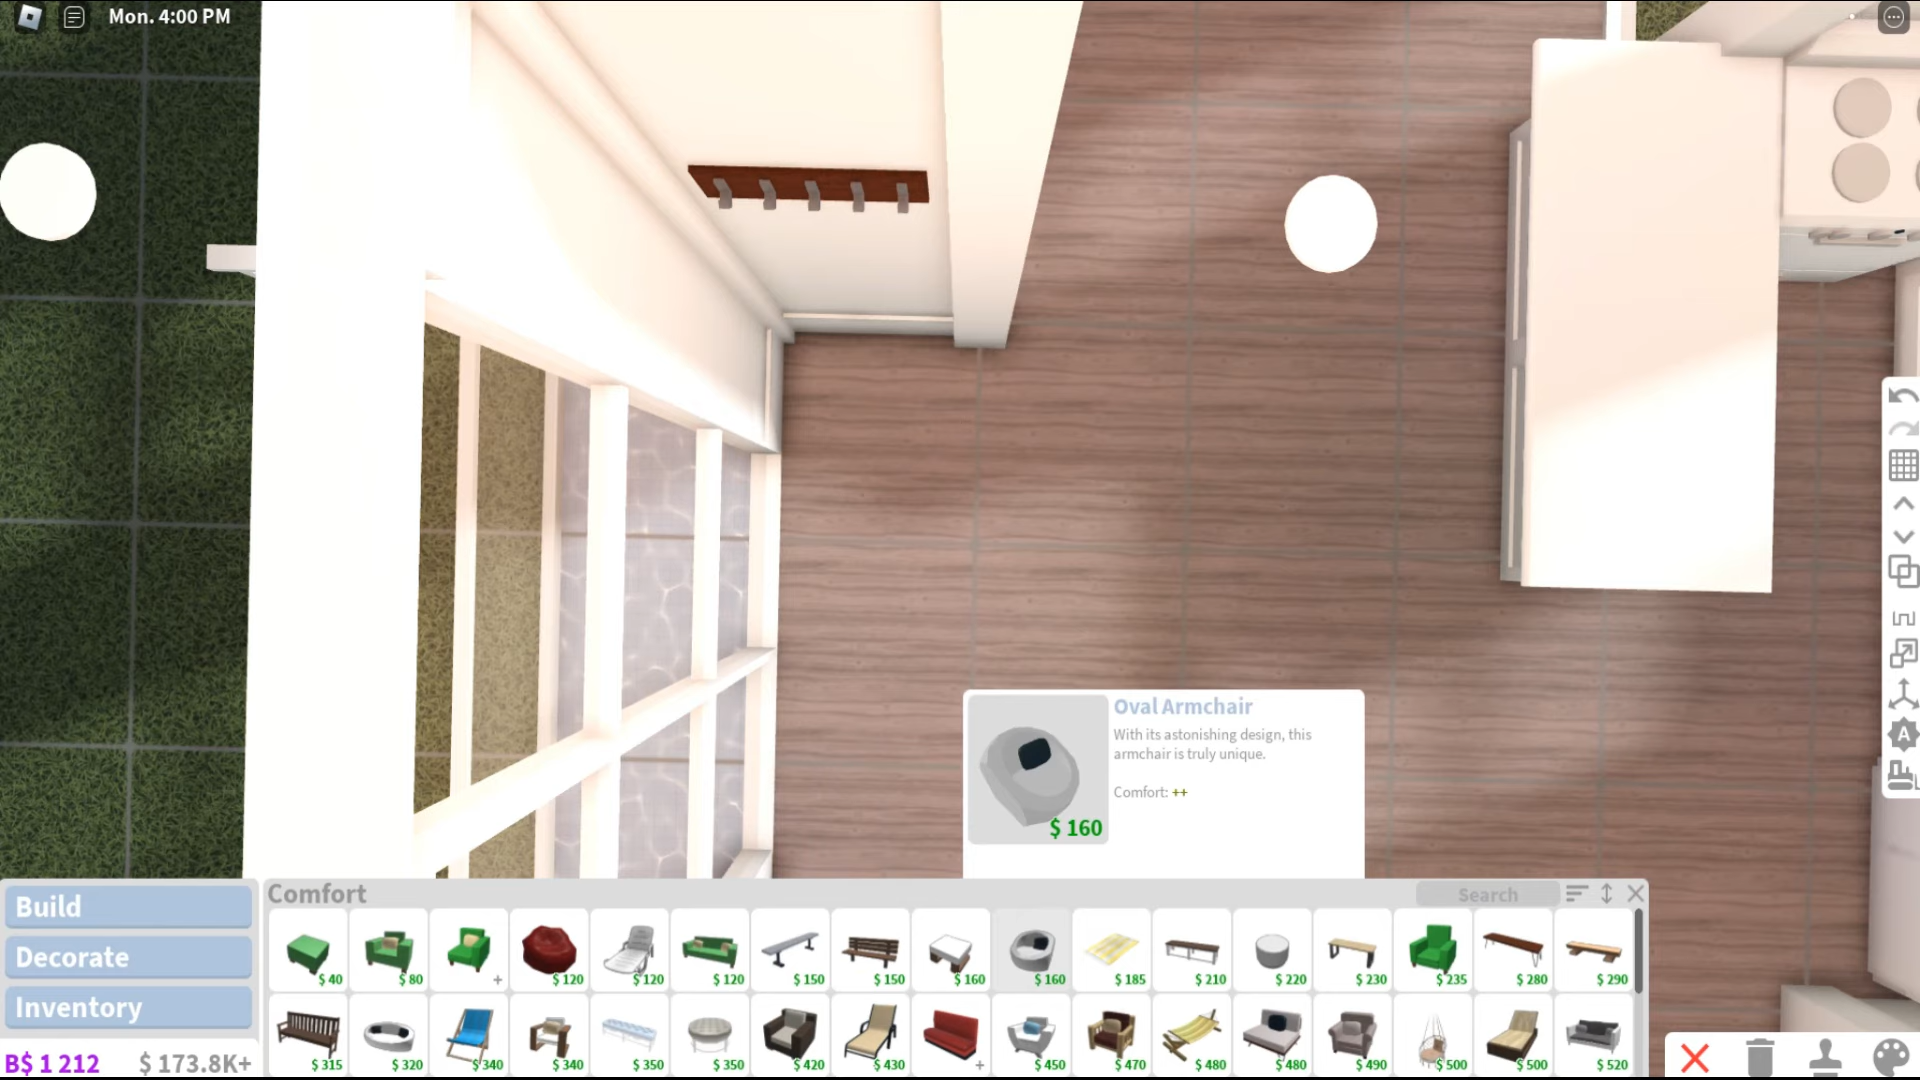 Mon. 4:00 PM
Oval Armchair
With its astonishing design, this
armchair is truly unique.
Comfort: ++
$ 160
Build
Decorate
Inventory
B$ 1 212
$ 173.8K+
Comfort
Search
$ 40
$ 80
+
$ 120
$ 120
$ 120
$ 150
$ 150
$ 160
$ 160
$ 185
$ 210
$ 220
$ 230
$ 235
$ 280
$ 290
$ 315
$ 320
$ 340
$ 340
$ 350
$ 350
$ 420
$ 430
+
$ 450
$ 470
$ 480
$ 480
$ 490
$ 500
$ 500
$ 520
A